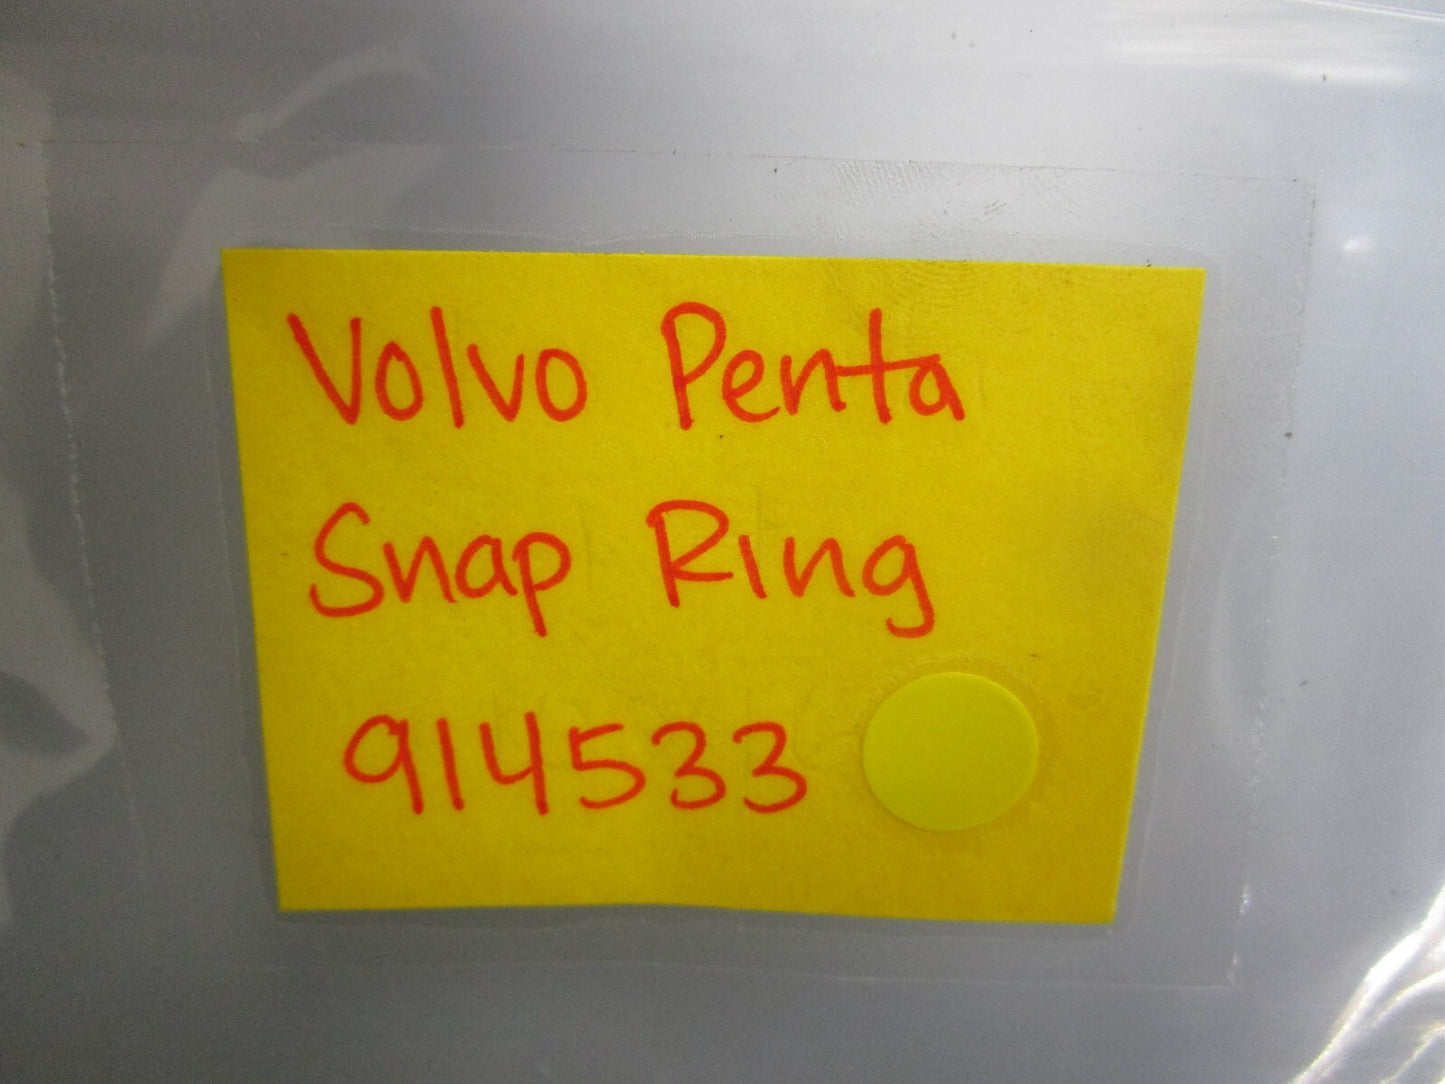 Volvo Penta
Snap Ring
914533